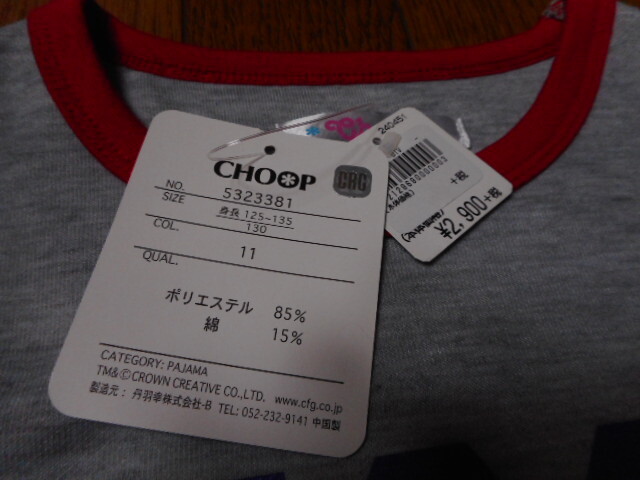 CHOOP CRG
NO. 5323381
SIZE 身長 125~135
130
COL. 11
QUAL.
ポリエステル 85%
綿 15%
CATEGORY: PAJAMA
TM&© CROWN CREATIVE CO.,LTD. www.cfg.co.jp
製造元: 丹羽幸株式会社-B TEL: 052-232-9141 中国製
240451
+税
¥2,900+税